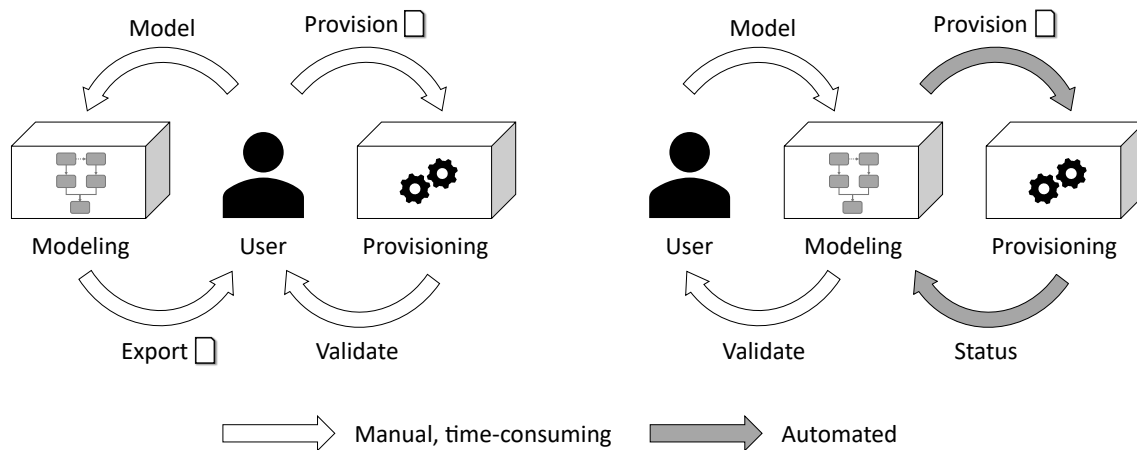 Model
Provision
Model
Provision
Modeling
User
Provisioning
User
Modeling
Provisioning
Export
Validate
Validate
Status
Manual, time-consuming
Automated